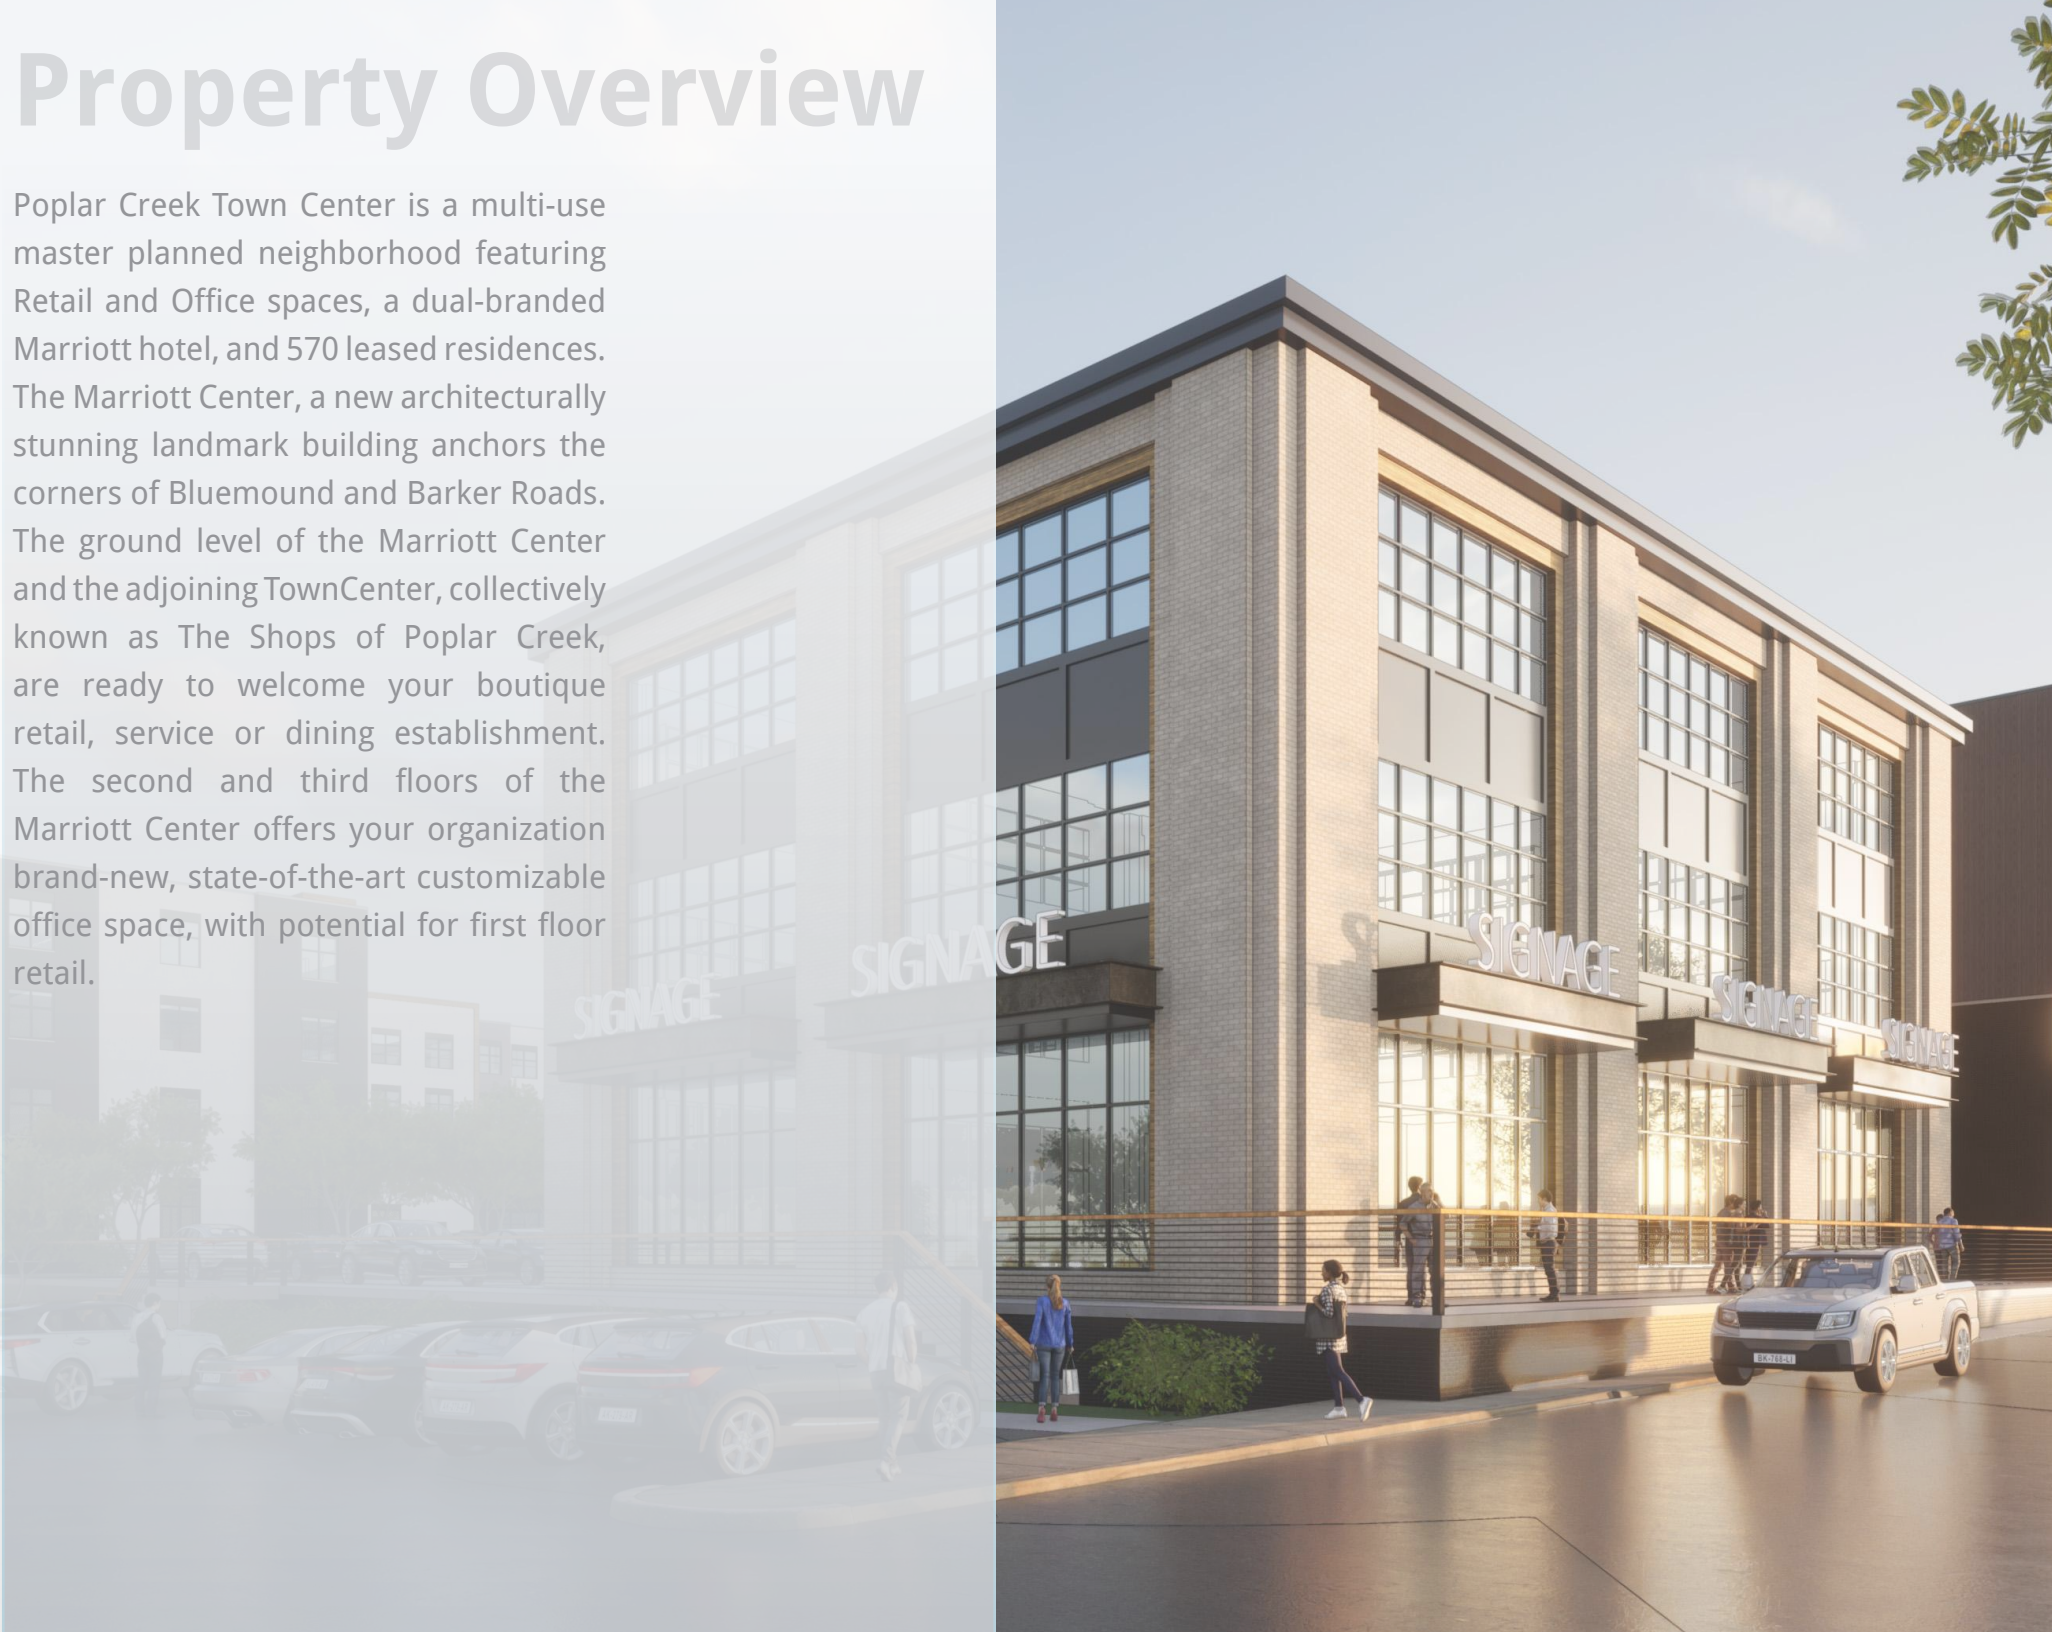 Property Overview
Poplar Creek Town Center is a multi-use
master planned neighborhood featuring
Retail and Office spaces, a dual-branded
Marriott hotel, and 570 leased residences.
The Marriott Center, a new architecturally
stunning landmark building anchors the
corners of Bluemound and Barker Roads.
The ground level of the Marriott Center
and the adjoining TownCenter, collectively
known as The Shops of Poplar Creek,
are ready to welcome your boutique
retail, service or dining establishment.
The second and third floors of the
Marriott Center offers your organization
brand-new, state-of-the-art customizable
office space, with potential for first floor
retail.
SIGNAGE
SIGNAGE
SIGNAGE
SIGNAGE
SIGNAGE
BK-766-LI